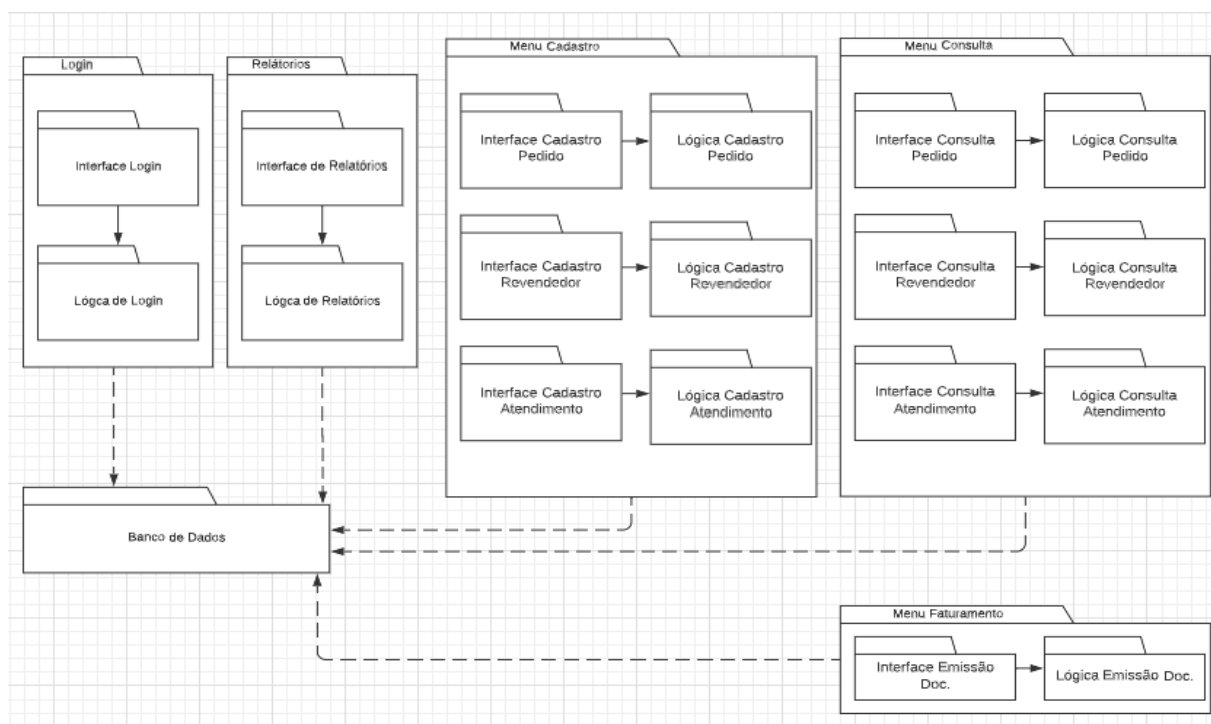 Login
Interface Login
Lógca de Login
Relátorios
Interface de Relatórios
Lógca de Relatórios
Menu Cadastro
Interface Cadastro
Pedido
Lógica Cadastro
Pedido
Interface Cadastro
Revendedor
Lógica Cadastro
Revendedor
Interface Cadastro
Atendimento
Lógica Cadastro
Atendimento
Menu Consulta
Interface Consulta
Pedido
Lógica Consulta
Pedido
Interface Consulta
Revendedor
Lógica Consulta
Revendedor
Interface Consulta
Atendimento
Lógica Consulta
Atendimento
Banco de Dados
Menu Faturamento
Interface Emissão
Doc.
Lógica Emissão Doc.